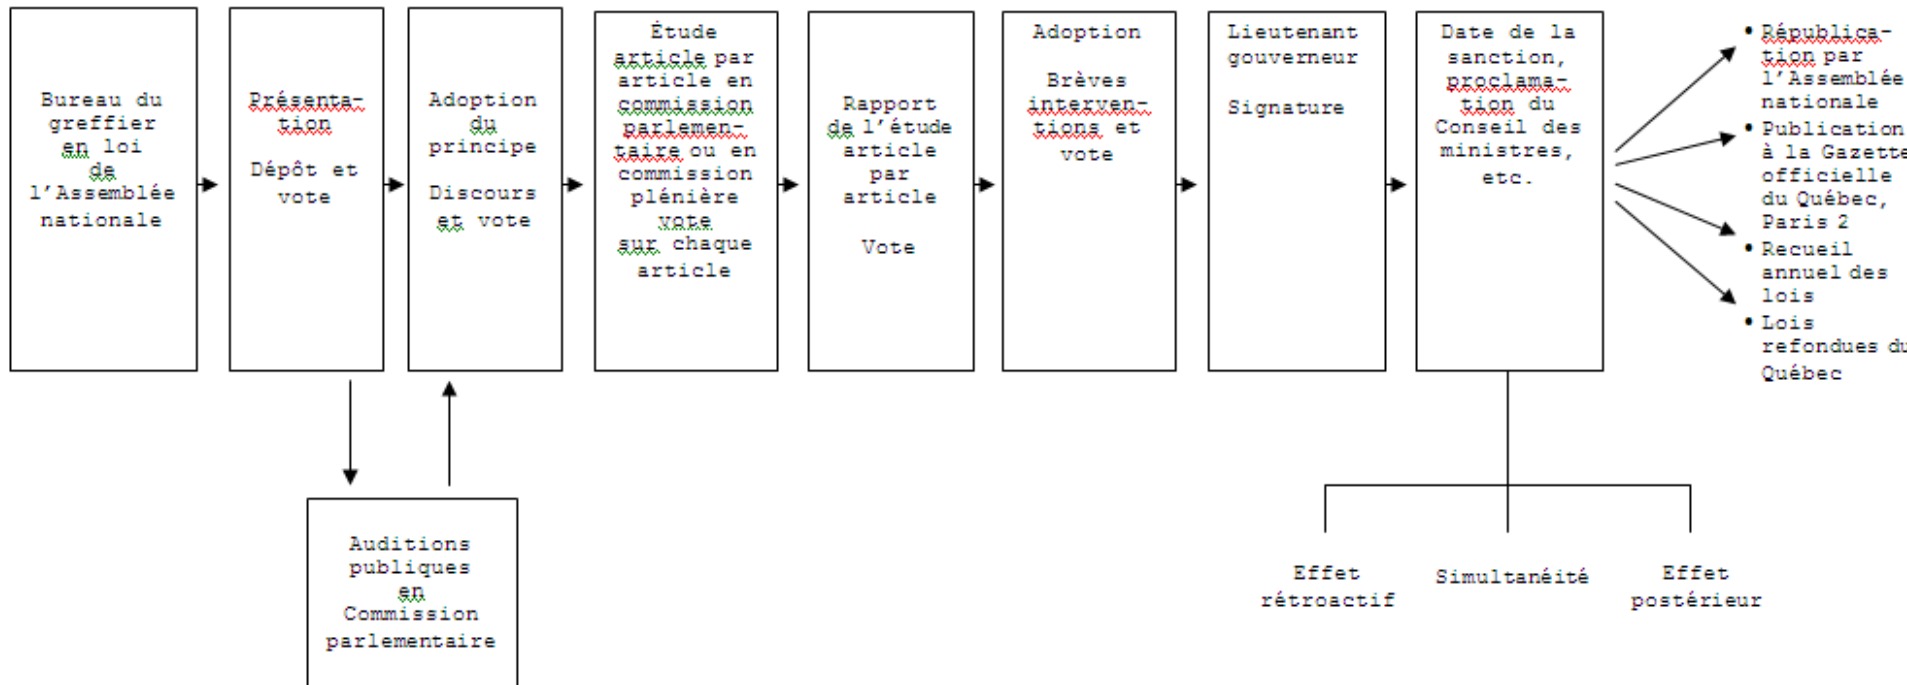 Bureau du
greffier
en loi
de
l'Assemblée
nationale
Présenta-
tion
Dépôt et
vote
Adoption
du
principe
Discours
et vote
Étude
article par
article en
commission
parlemen-
taire ou en
commission
plénière
vote
sur chaque
article
Rapport
de l'étude
article
par
article
Vote
Adoption
Brèves
interven-
tions et
vote
Lieutenant
gouverneur
Signature
Date de la
sanction,
proclama-
tion du
Conseil des
ministres,
etc.
• Républica-
tion par
l'Assemblée
nationale
• Publication
à la Gazette
officielle
du Québec,
Paris 2
• Recueil
annuel des
lois
• Lois
refondues du
Québec
Auditions
publiques
en
Commission
parlementaire
Effet
rétroactif
Simultanéité
Effet
postérieur